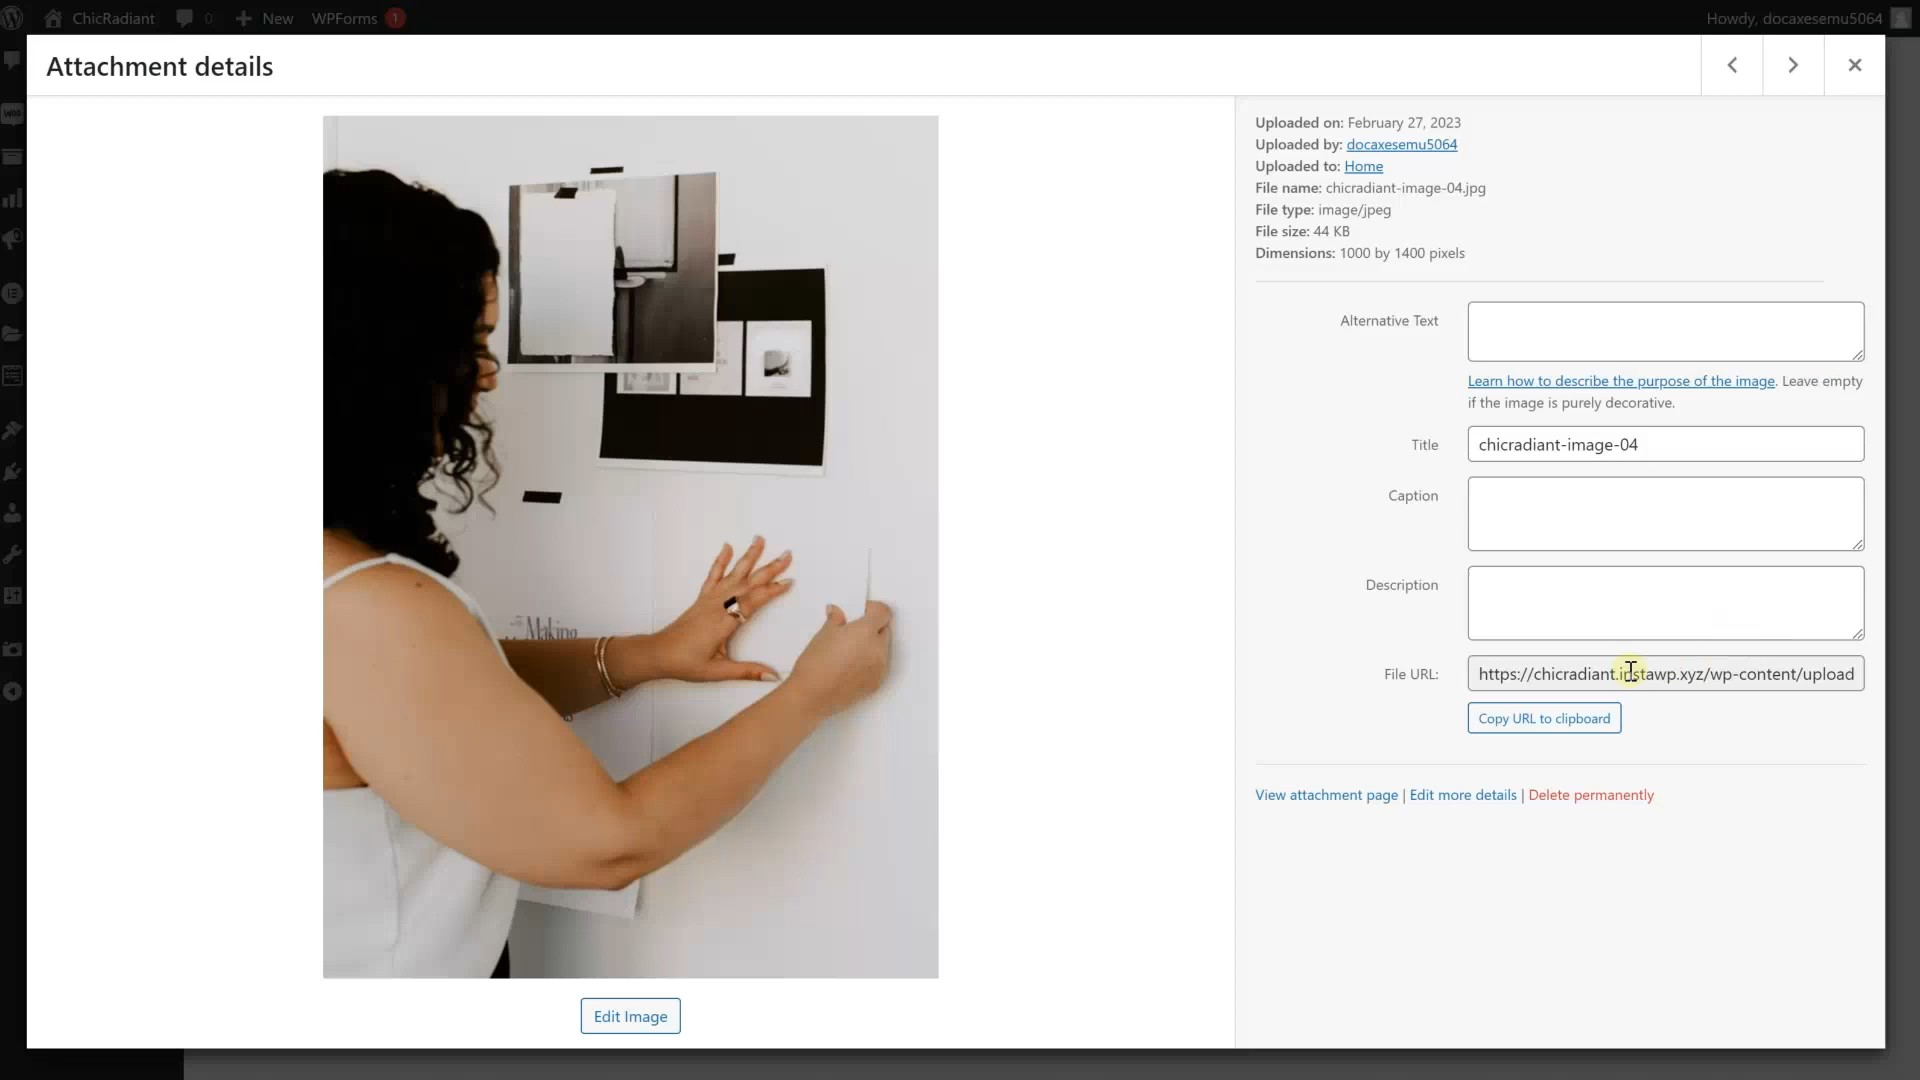 ChicRadiant
0
New
WPForms
1
Howdy, docaxesemu5064
Attachment details
Uploaded on: February 27, 2023
Uploaded by: docaxesemu5064
Uploaded to: Home
File name: chicradiant-image-04.jpg
File type: image/jpeg
File size: 44 KB
Dimensions: 1000 by 1400 pixels
Alternative Text
Learn how to describe the purpose of the image. Leave empty
if the image is purely decorative.
Title
chicradiant-image-04
Caption
Description
File URL:
https://chicradiant.instawp.xyz/wp-content/upload
Copy URL to clipboard
View attachment page | Edit more details | Delete permanently
Making
Edit Image